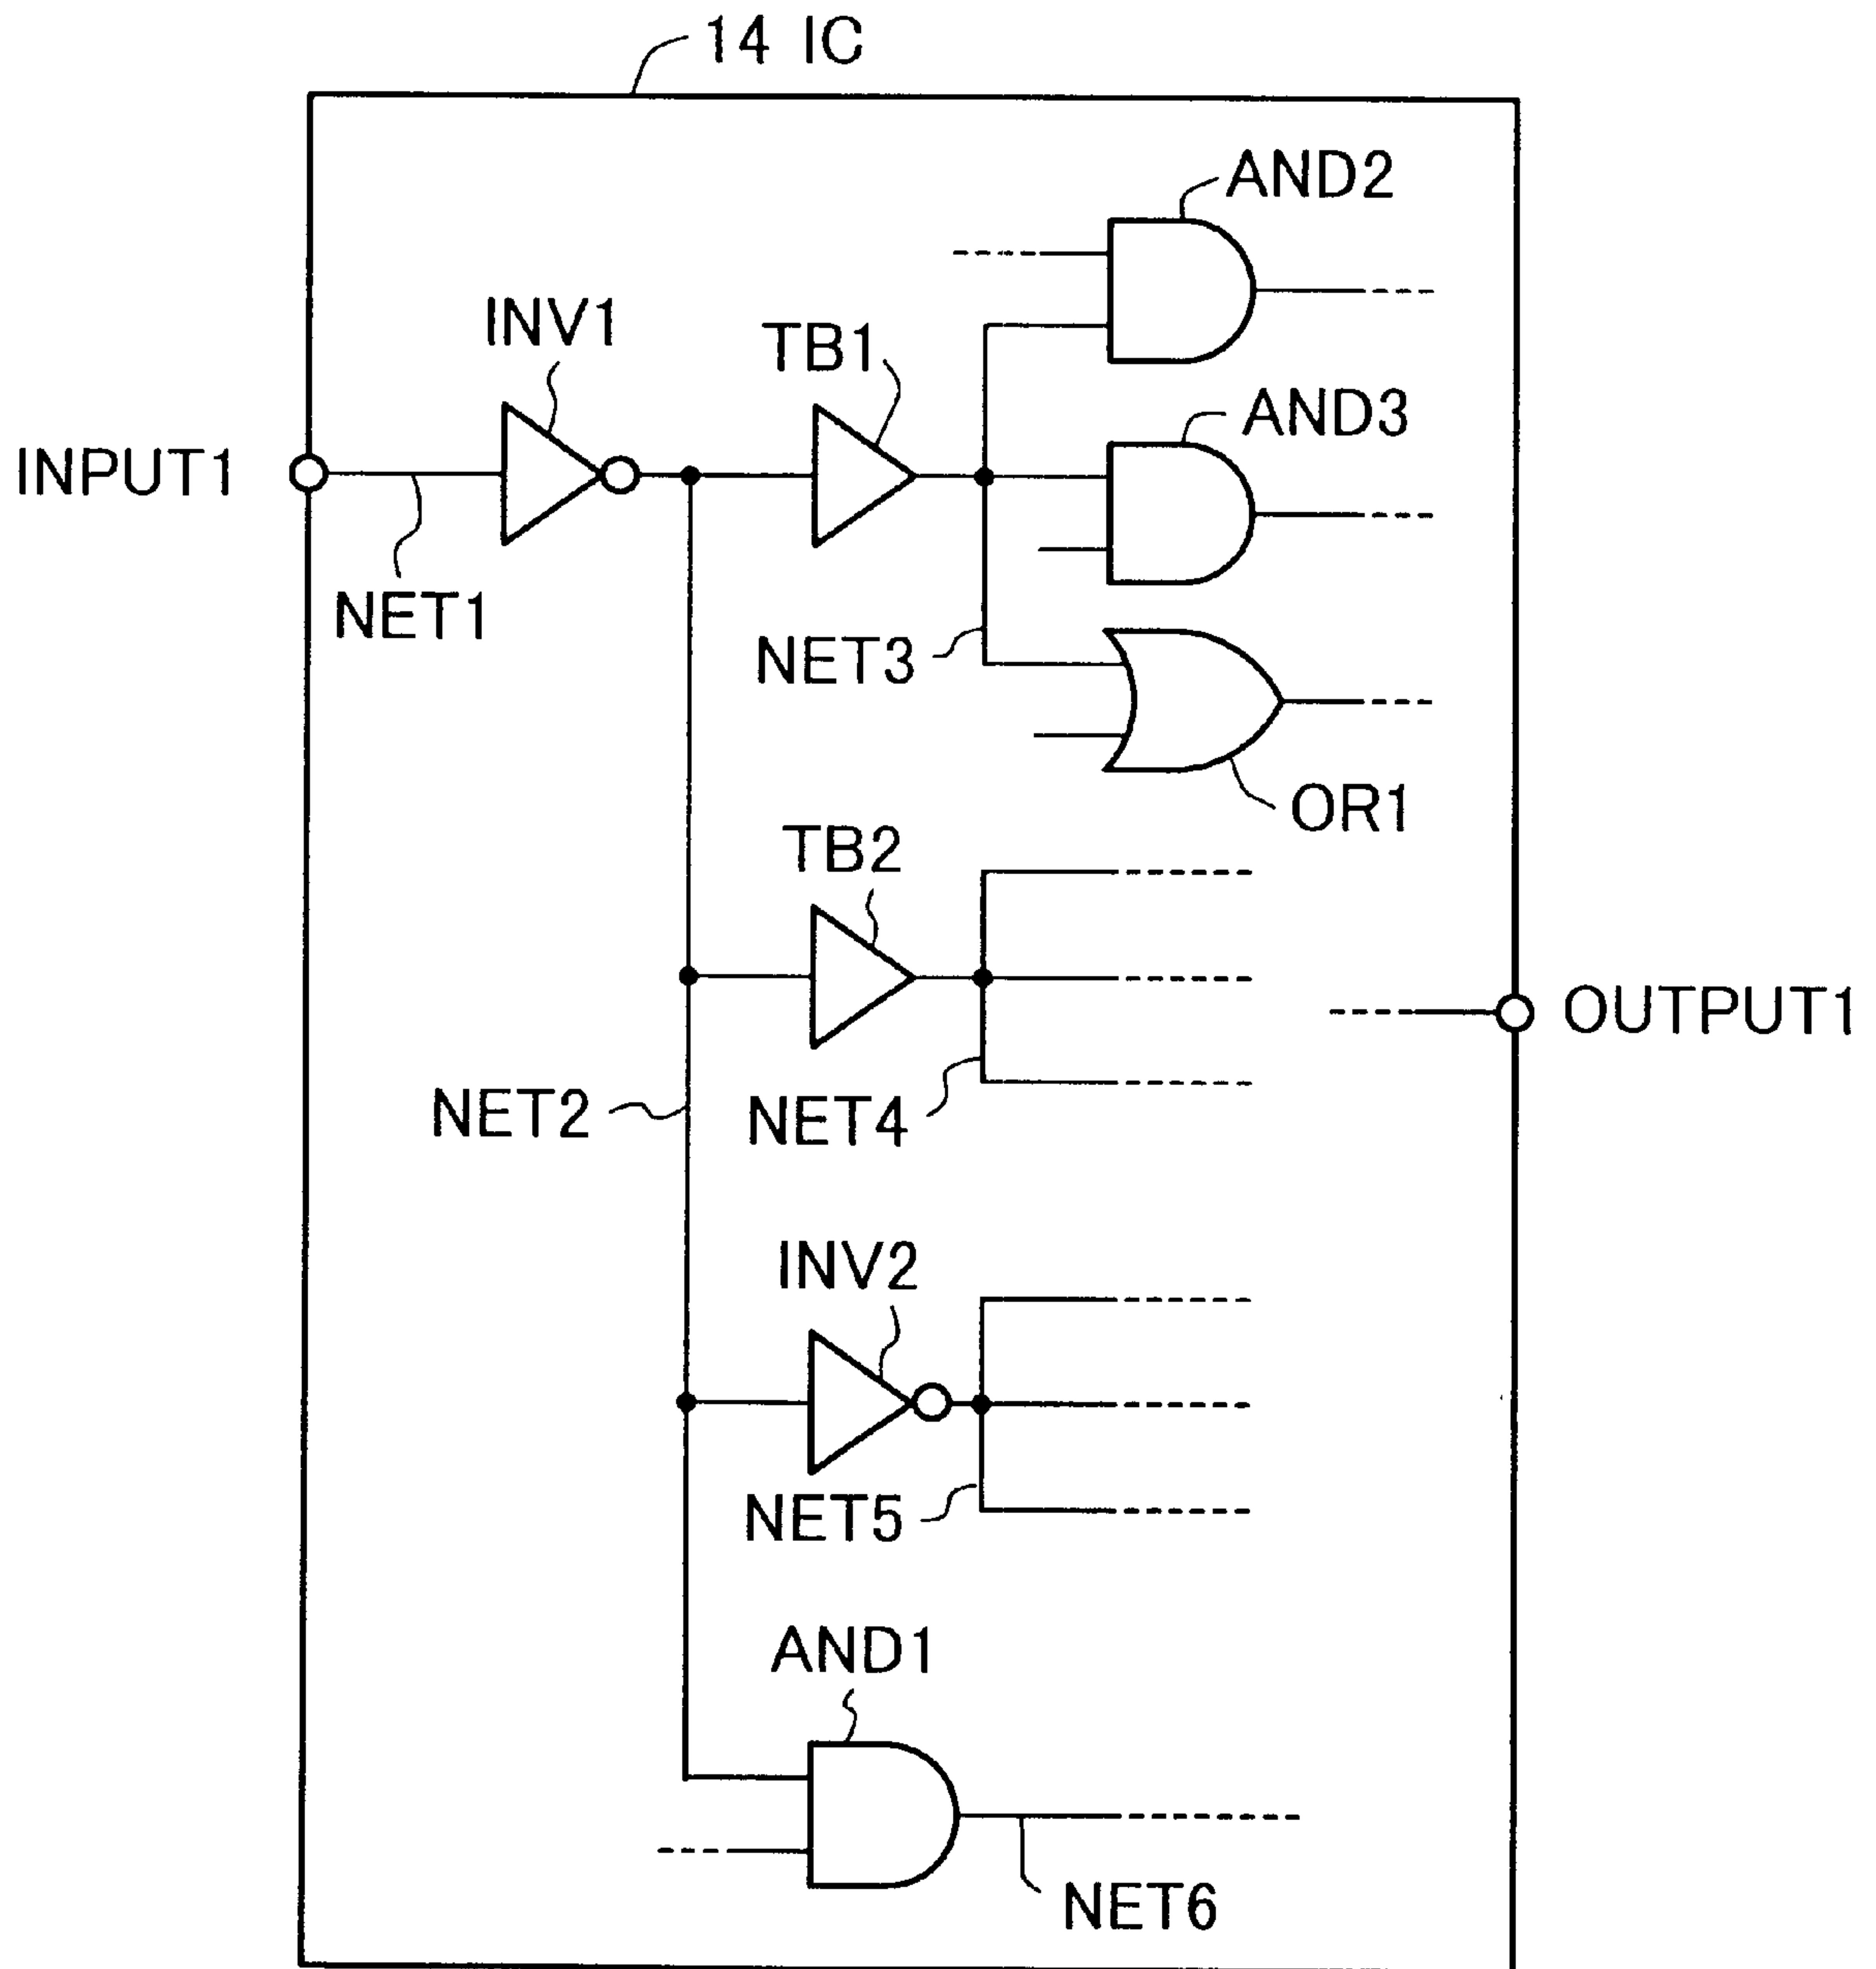 14 IC
AND2
INV1
TB1
AND3
INPUT1
NET1
NET3
OR1
TB2
OUTPUT1
NET2
NET4
INV2
NET5
AND1
NET6